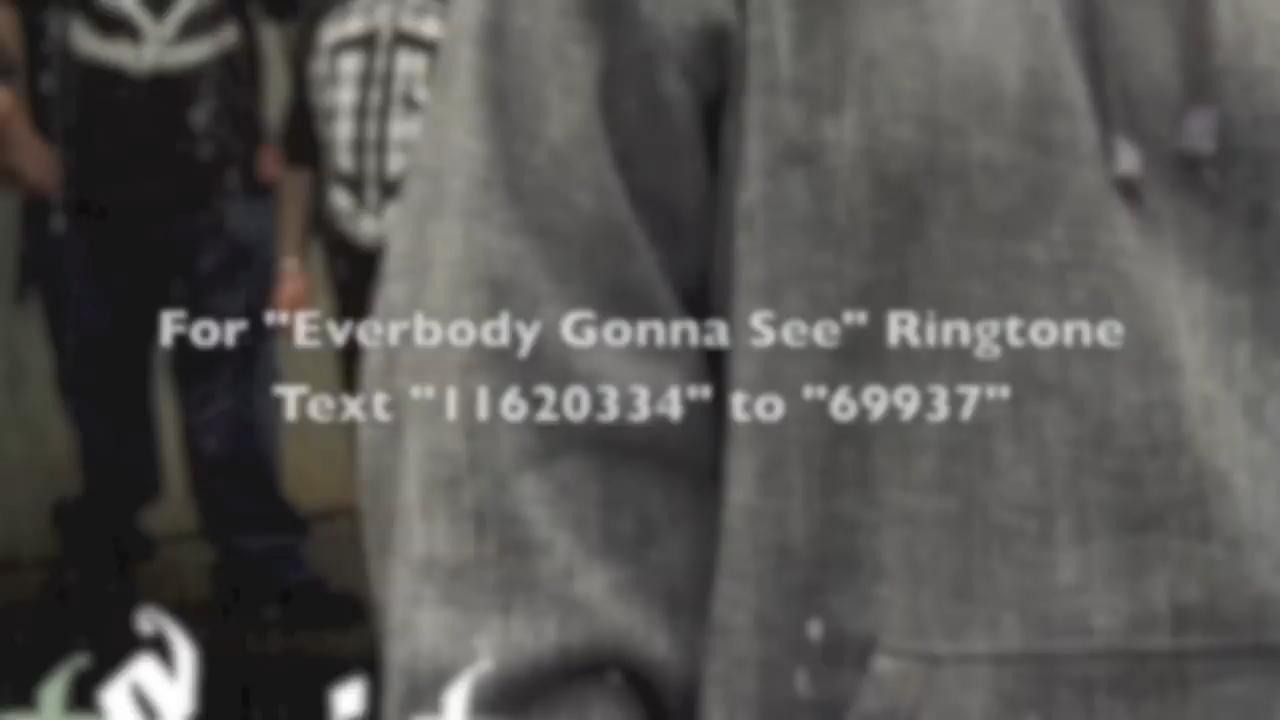 For "Everbody Gonna See" Ringtone
Text "11620334" to "69937"